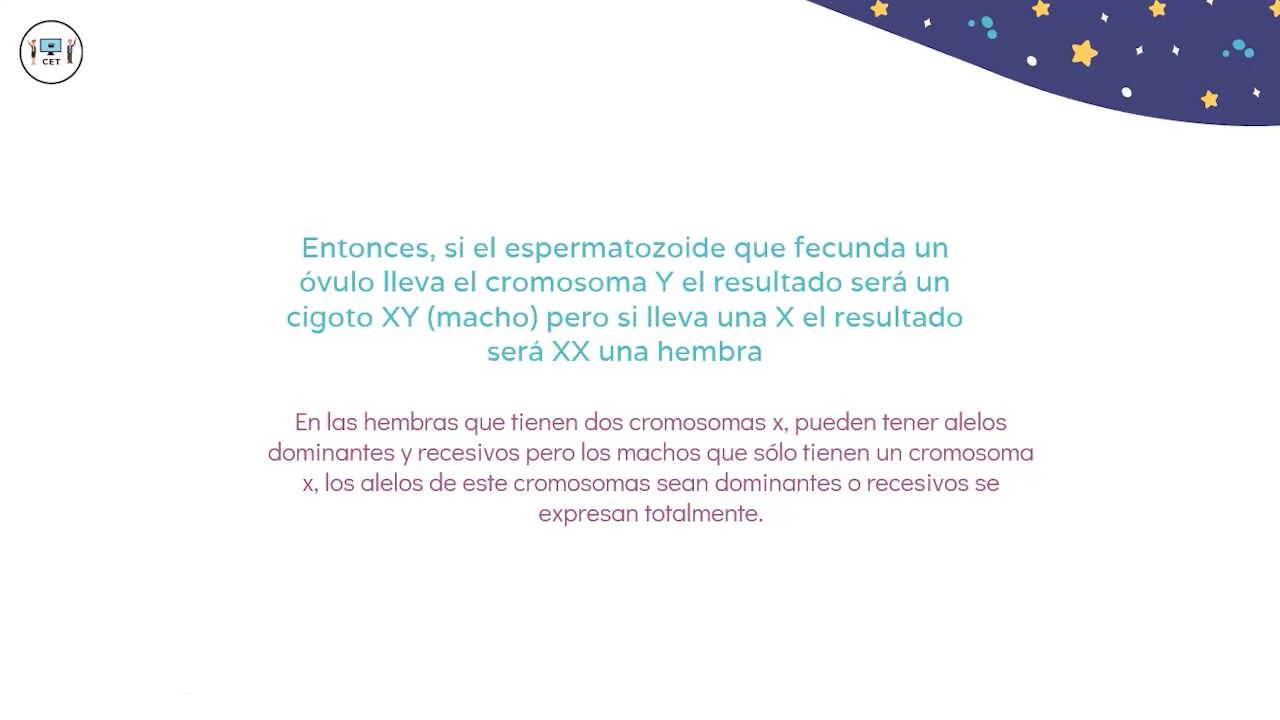 CET
Entonces, si el espermatozoide que fecunda un
óvulo lleva el cromosoma Y el resultado será un
cigoto XY (macho) pero si lleva una X el resultado
será XX una hembra
En las hembras que tienen dos cromosomas x, pueden tener alelos
dominantes y recesivos pero los machos que sólo tienen un cromosoma
x, los alelos de este cromosomas sean dominantes o recesivos se
expresan totalmente.